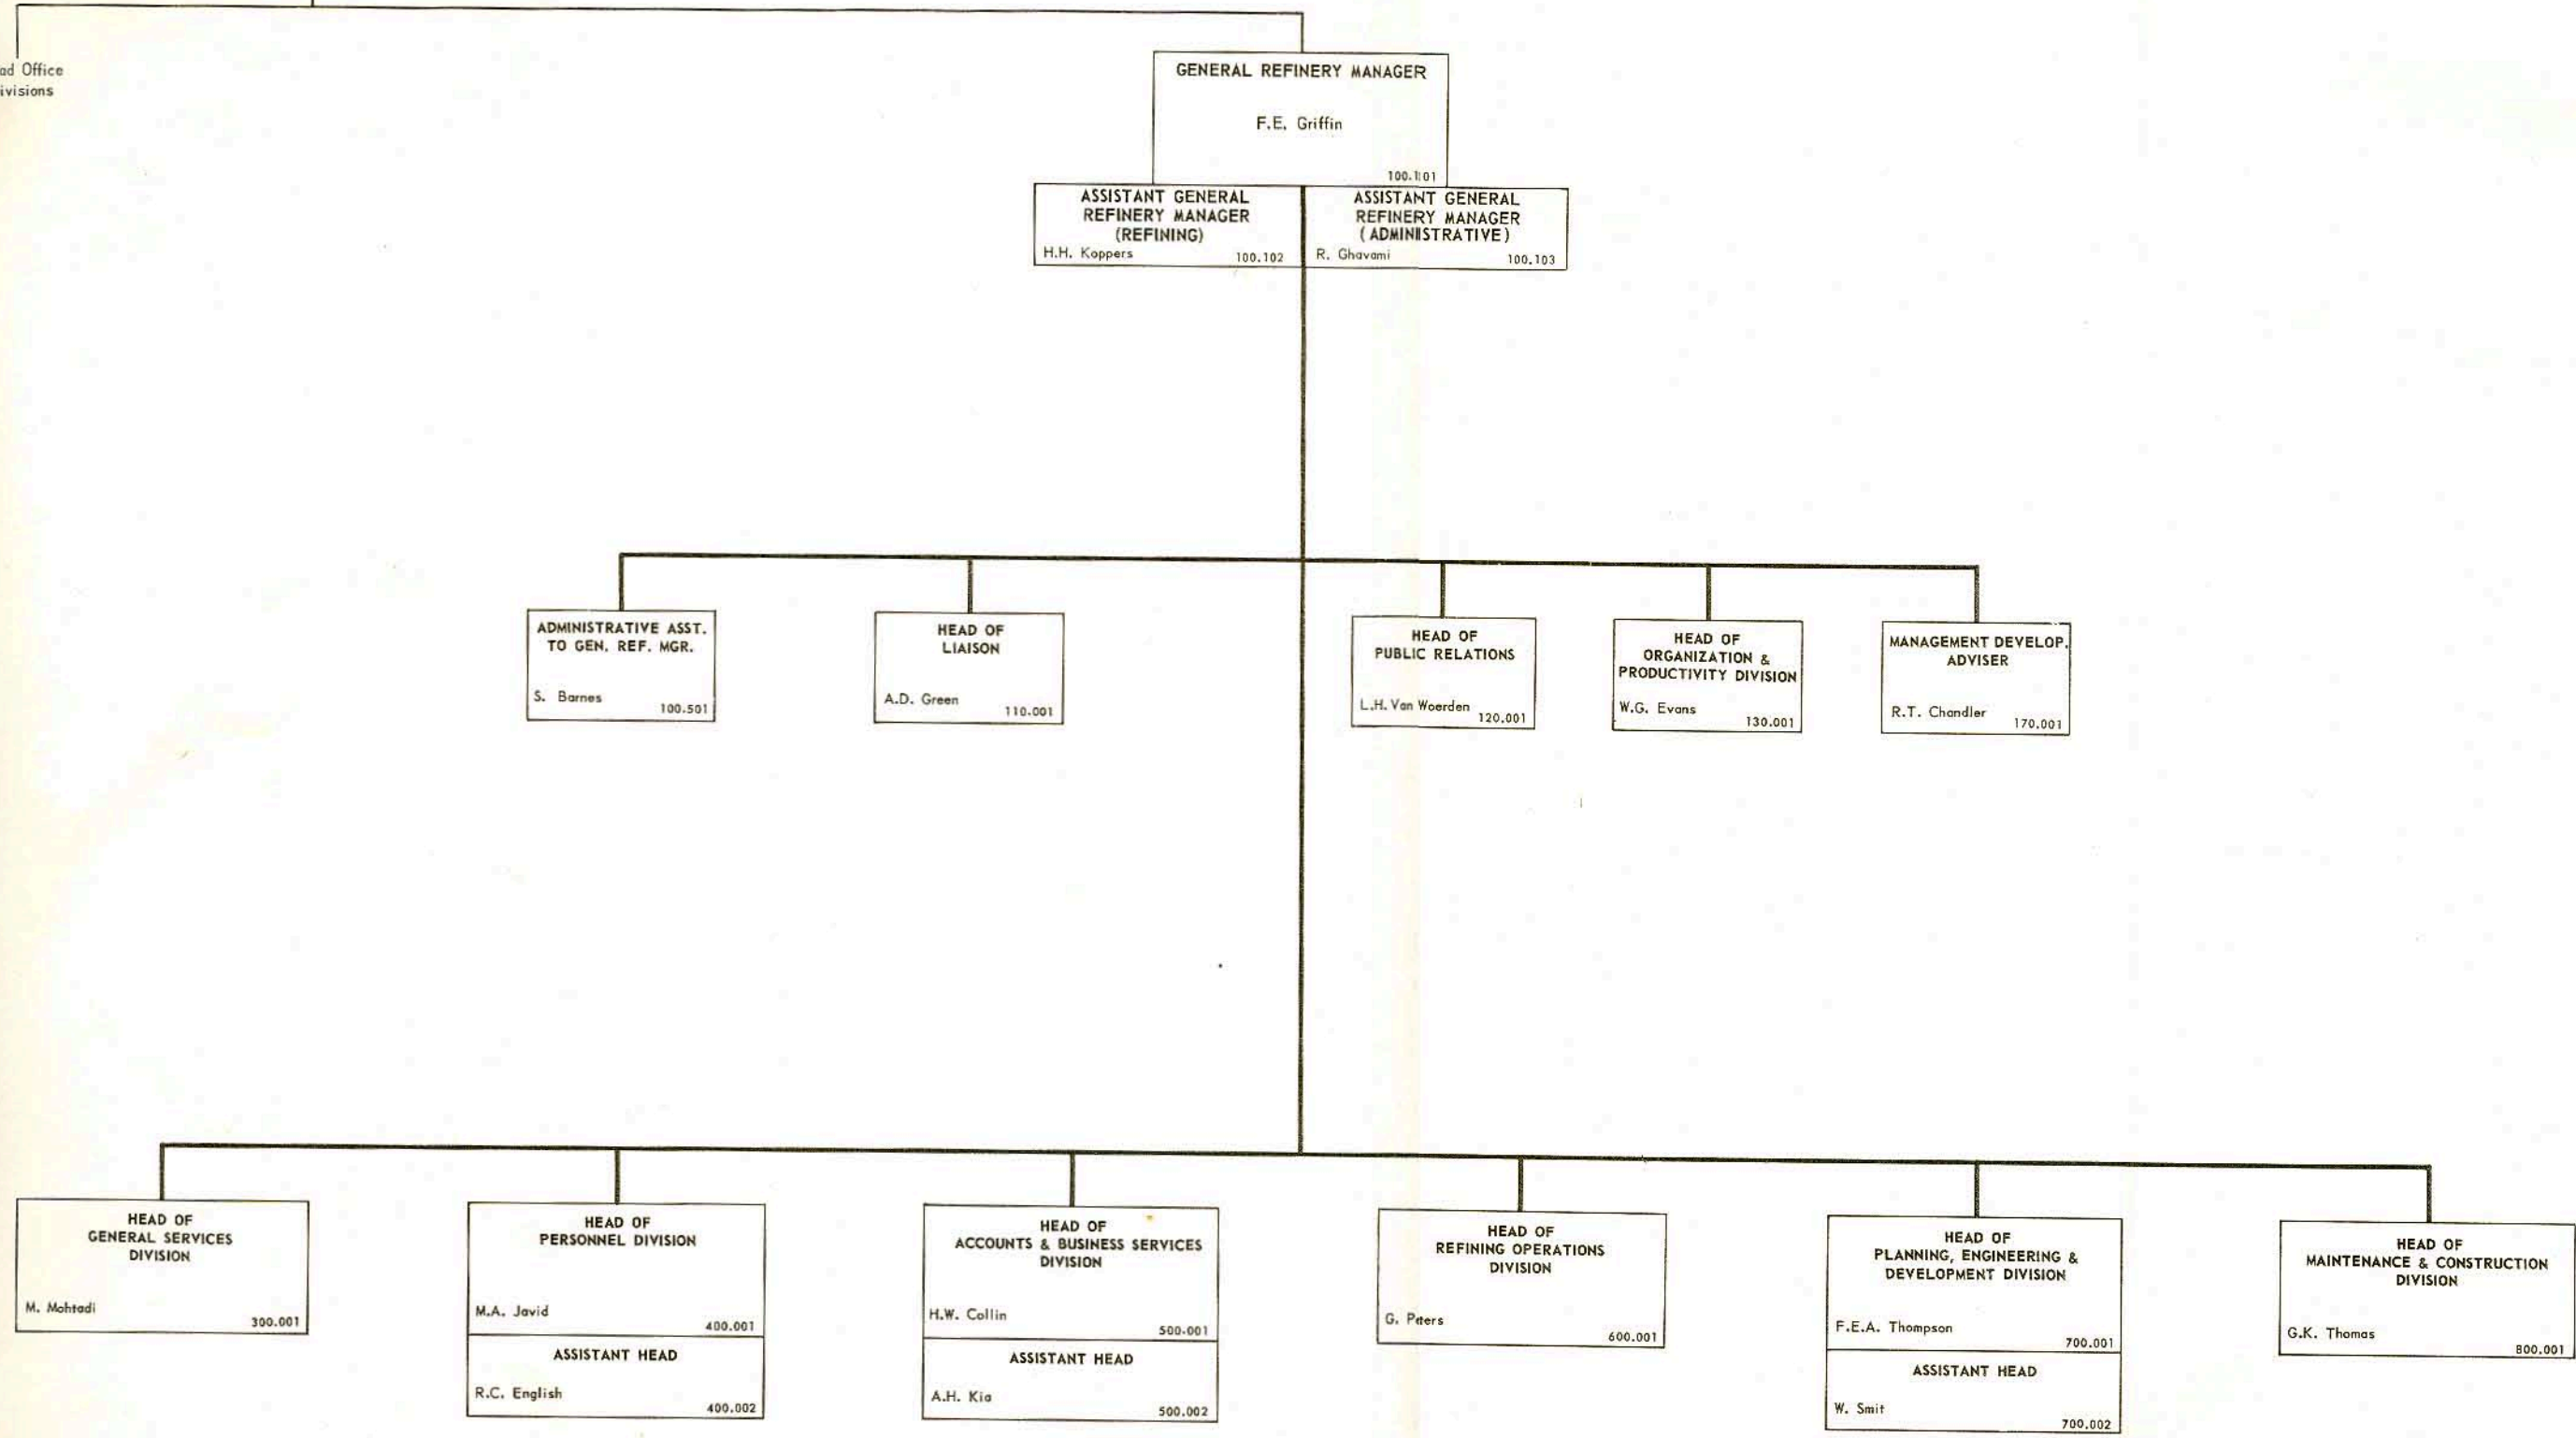 ad Office
ivisions
GENERAL REFINERY MANAGER
F.E. Griffin
100.101
ASSISTANT GENERAL
REFINERY MANAGER
(REFINING)
H.H. Koppers
100.102
ASSISTANT GENERAL
REFINERY MANAGER
(ADMINISTRATIVE)
R. Ghavami
100.103
ADMINISTRATIVE ASST.
TO GEN. REF. MGR.
S. Barnes
100.501
HEAD OF
LIAISON
A.D. Green
110.001
HEAD OF
PUBLIC RELATIONS
L.H. Van Woerden
120.001
HEAD OF
ORGANIZATION &
PRODUCTIVITY DIVISION
W.G. Evans
130.001
MANAGEMENT DEVELOP.
ADVISER
R.T. Chandler
170.001
HEAD OF
GENERAL SERVICES
DIVISION
M. Mohtadi
300.001
HEAD OF
PERSONNEL DIVISION
M.A. Javid
400.001
ASSISTANT HEAD
R.C. English
400.002
HEAD OF
ACCOUNTS & BUSINESS SERVICES
DIVISION
H.W. Collin
500.001
ASSISTANT HEAD
A.H. Kia
500.002
HEAD OF
REFINING OPERATIONS
DIVISION
G. Peters
600.001
HEAD OF
PLANNING, ENGINEERING &
DEVELOPMENT DIVISION
F.E.A. Thompson
700.001
ASSISTANT HEAD
W. Smit
700.002
HEAD OF
MAINTENANCE & CONSTRUCTION
DIVISION
G.K. Thomas
800.001